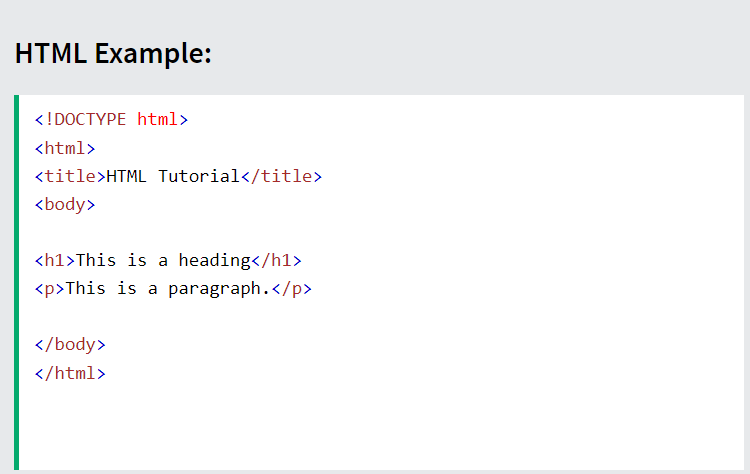 HTML Example:
<!DOCTYPE html>
<html>
<title>HTML Tutorial</title>
<body>
<h1>This is a heading</h1>
<p>This is a paragraph.</p>
</body>
</html>